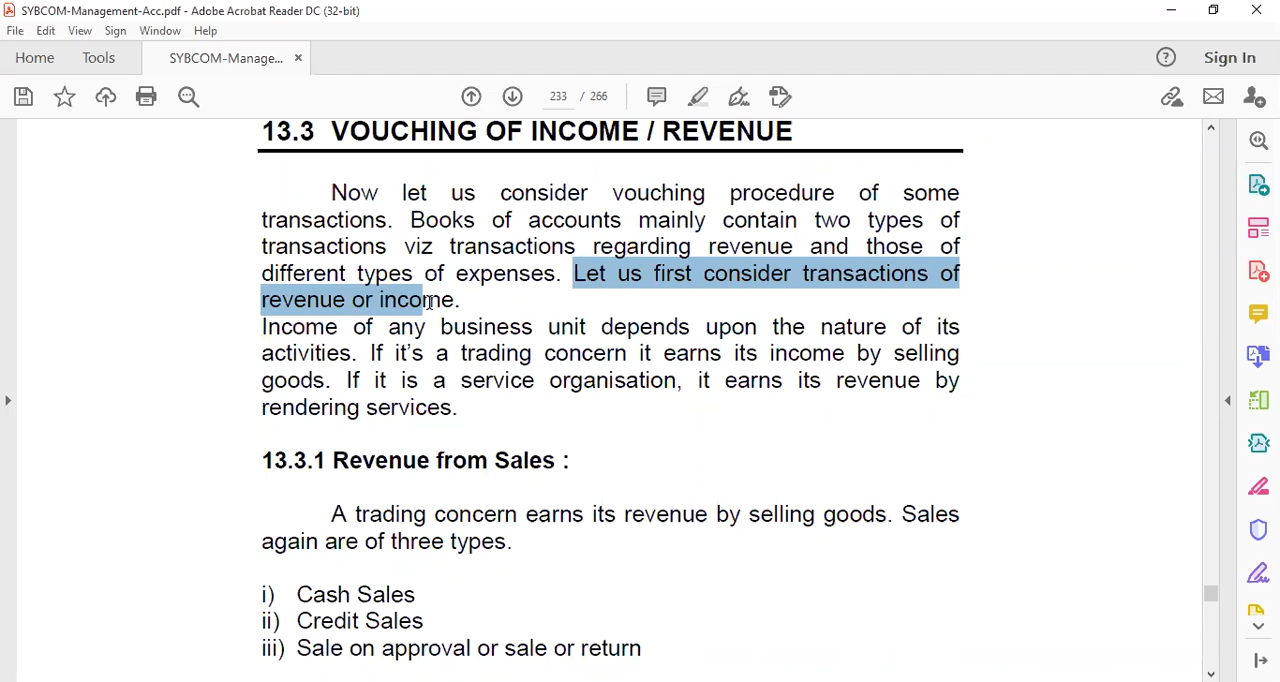 SYBCOM-Management-Acc.pdf - Adobe Acrobat Reader DC (32-bit)
File Edit View Sign Window Help
Home Tools SYBCOM-Manage... × Sign In
233 / 266
13.3 VOUCHING OF INCOME / REVENUE
Now let us consider vouching procedure of some
transactions. Books of accounts mainly contain two types of
transactions viz transactions regarding revenue and those of
different types of expenses. Let us first consider transactions of
revenue or income.
Income of any business unit depends upon the nature of its
activities. If it's a trading concern it earns its income by selling
goods. If it is a service organisation, it earns its revenue by
rendering services.
13.3.1 Revenue from Sales :
A trading concern earns its revenue by selling goods. Sales
again are of three types.
i) Cash Sales
ii) Credit Sales
iii) Sale on approval or sale or return